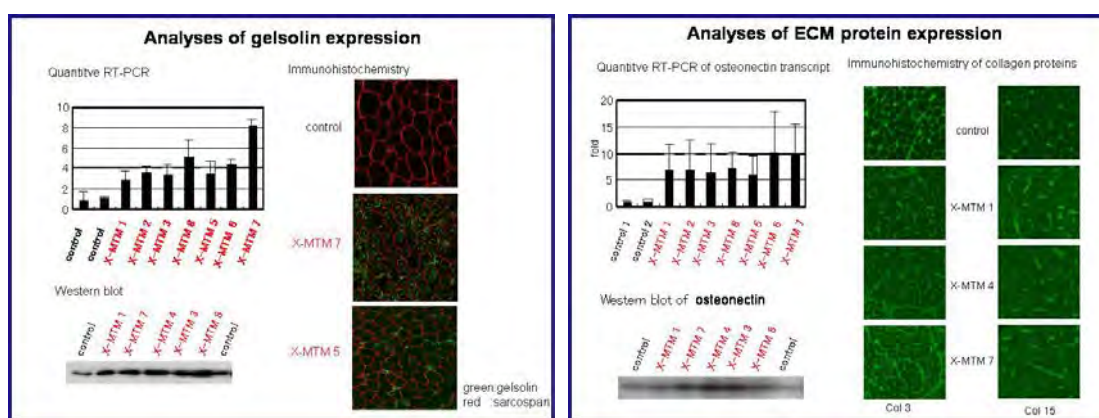 Analyses of gelsolin expression
Quantitve RT-PCR
Immunohistochemistry
10
8
6
4
2
0
control
control
X-MTM 1
X-MTM 2
X-MTM 3
X-MTM 8
X-MTM 5
X-MTM 6
X-MTM 7
control
X-MTM 7
X-MTM 5
Western blot
control
X-MTM 1
X-MTM 7
X-MTM 4
X-MTM 3
X-MTM 8
control
green:gelsolin
red :sarcospan
Analyses of ECM protein expression
Quantitve RT-PCR of osteonectin transcript
Immunohistochemistry of collagen proteins
20
15
10
5
0
fold
control 1
control 2
X-MTM 1
X-MTM 2
X-MTM 3
X-MTM 8
X-MTM 5
X-MTM 6
X-MTM 7
control
X-MTM 1
X-MTM 4
X-MTM 7
Western blot of osteonectin
control
X-MTM 1
X-MTM 7
X-MTM 4
X-MTM 3
X-MTM 8
control
Col 3
Col 15